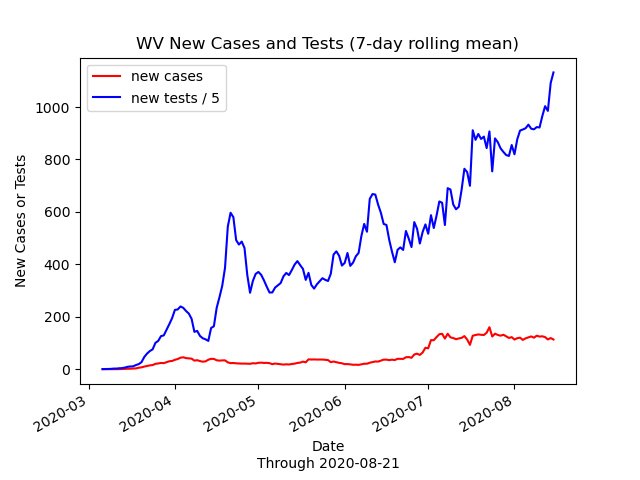 WV New Cases and Tests (7-day rolling mean)
new cases
new tests / 5
New Cases or Tests
1000
800
600
400
200
0
2020-03
2020-04
2020-05
2020-06
2020-07
2020-08
Date
Through 2020-08-21